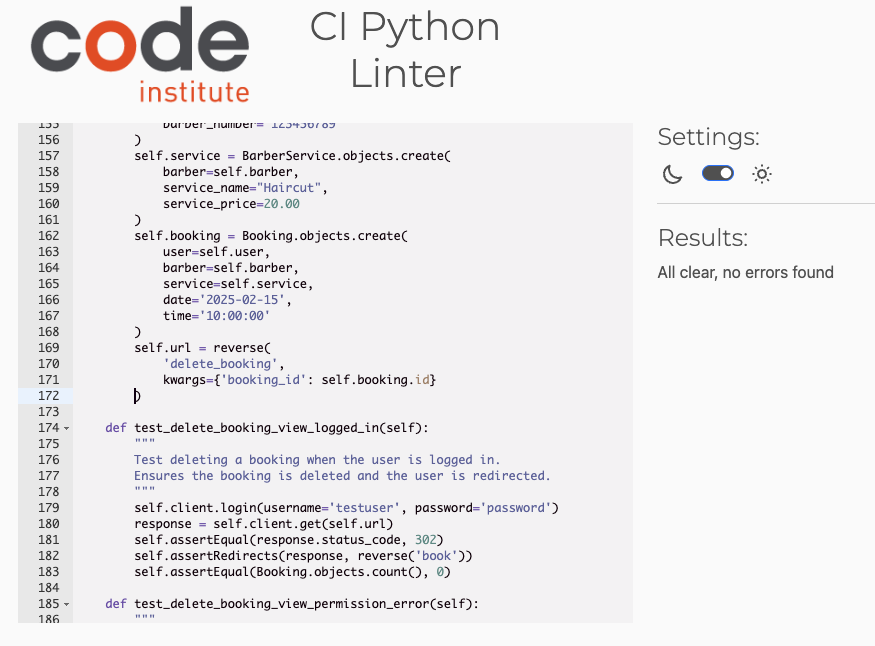 code
institute
CI Python
Linter
155 barber_number='123456789'
156 )
157 self.service = BarberService.objects.create(
158 barber=self.barber,
159 service_name="Haircut",
160 service_price=20.00
161 )
162 self.booking = Booking.objects.create(
163 user=self.user,
164 barber=self.barber,
165 service=self.service,
166 date='2025-02-15',
167 time='10:00:00'
168 )
169 self.url = reverse(
170 'delete_booking',
171 kwargs={'booking_id': self.booking.id}
172 )
173
174 def test_delete_booking_view_logged_in(self):
175 """
176 Test deleting a booking when the user is logged in.
177 Ensures the booking is deleted and the user is redirected.
178 """
179 self.client.login(username='testuser', password='password')
180 response = self.client.get(self.url)
181 self.assertEqual(response.status_code, 302)
182 self.assertRedirects(response, reverse('book'))
183 self.assertEqual(Booking.objects.count(), 0)
184
185 def test_delete_booking_view_permission_error(self):
186 """
Settings:
Results:
All clear, no errors found